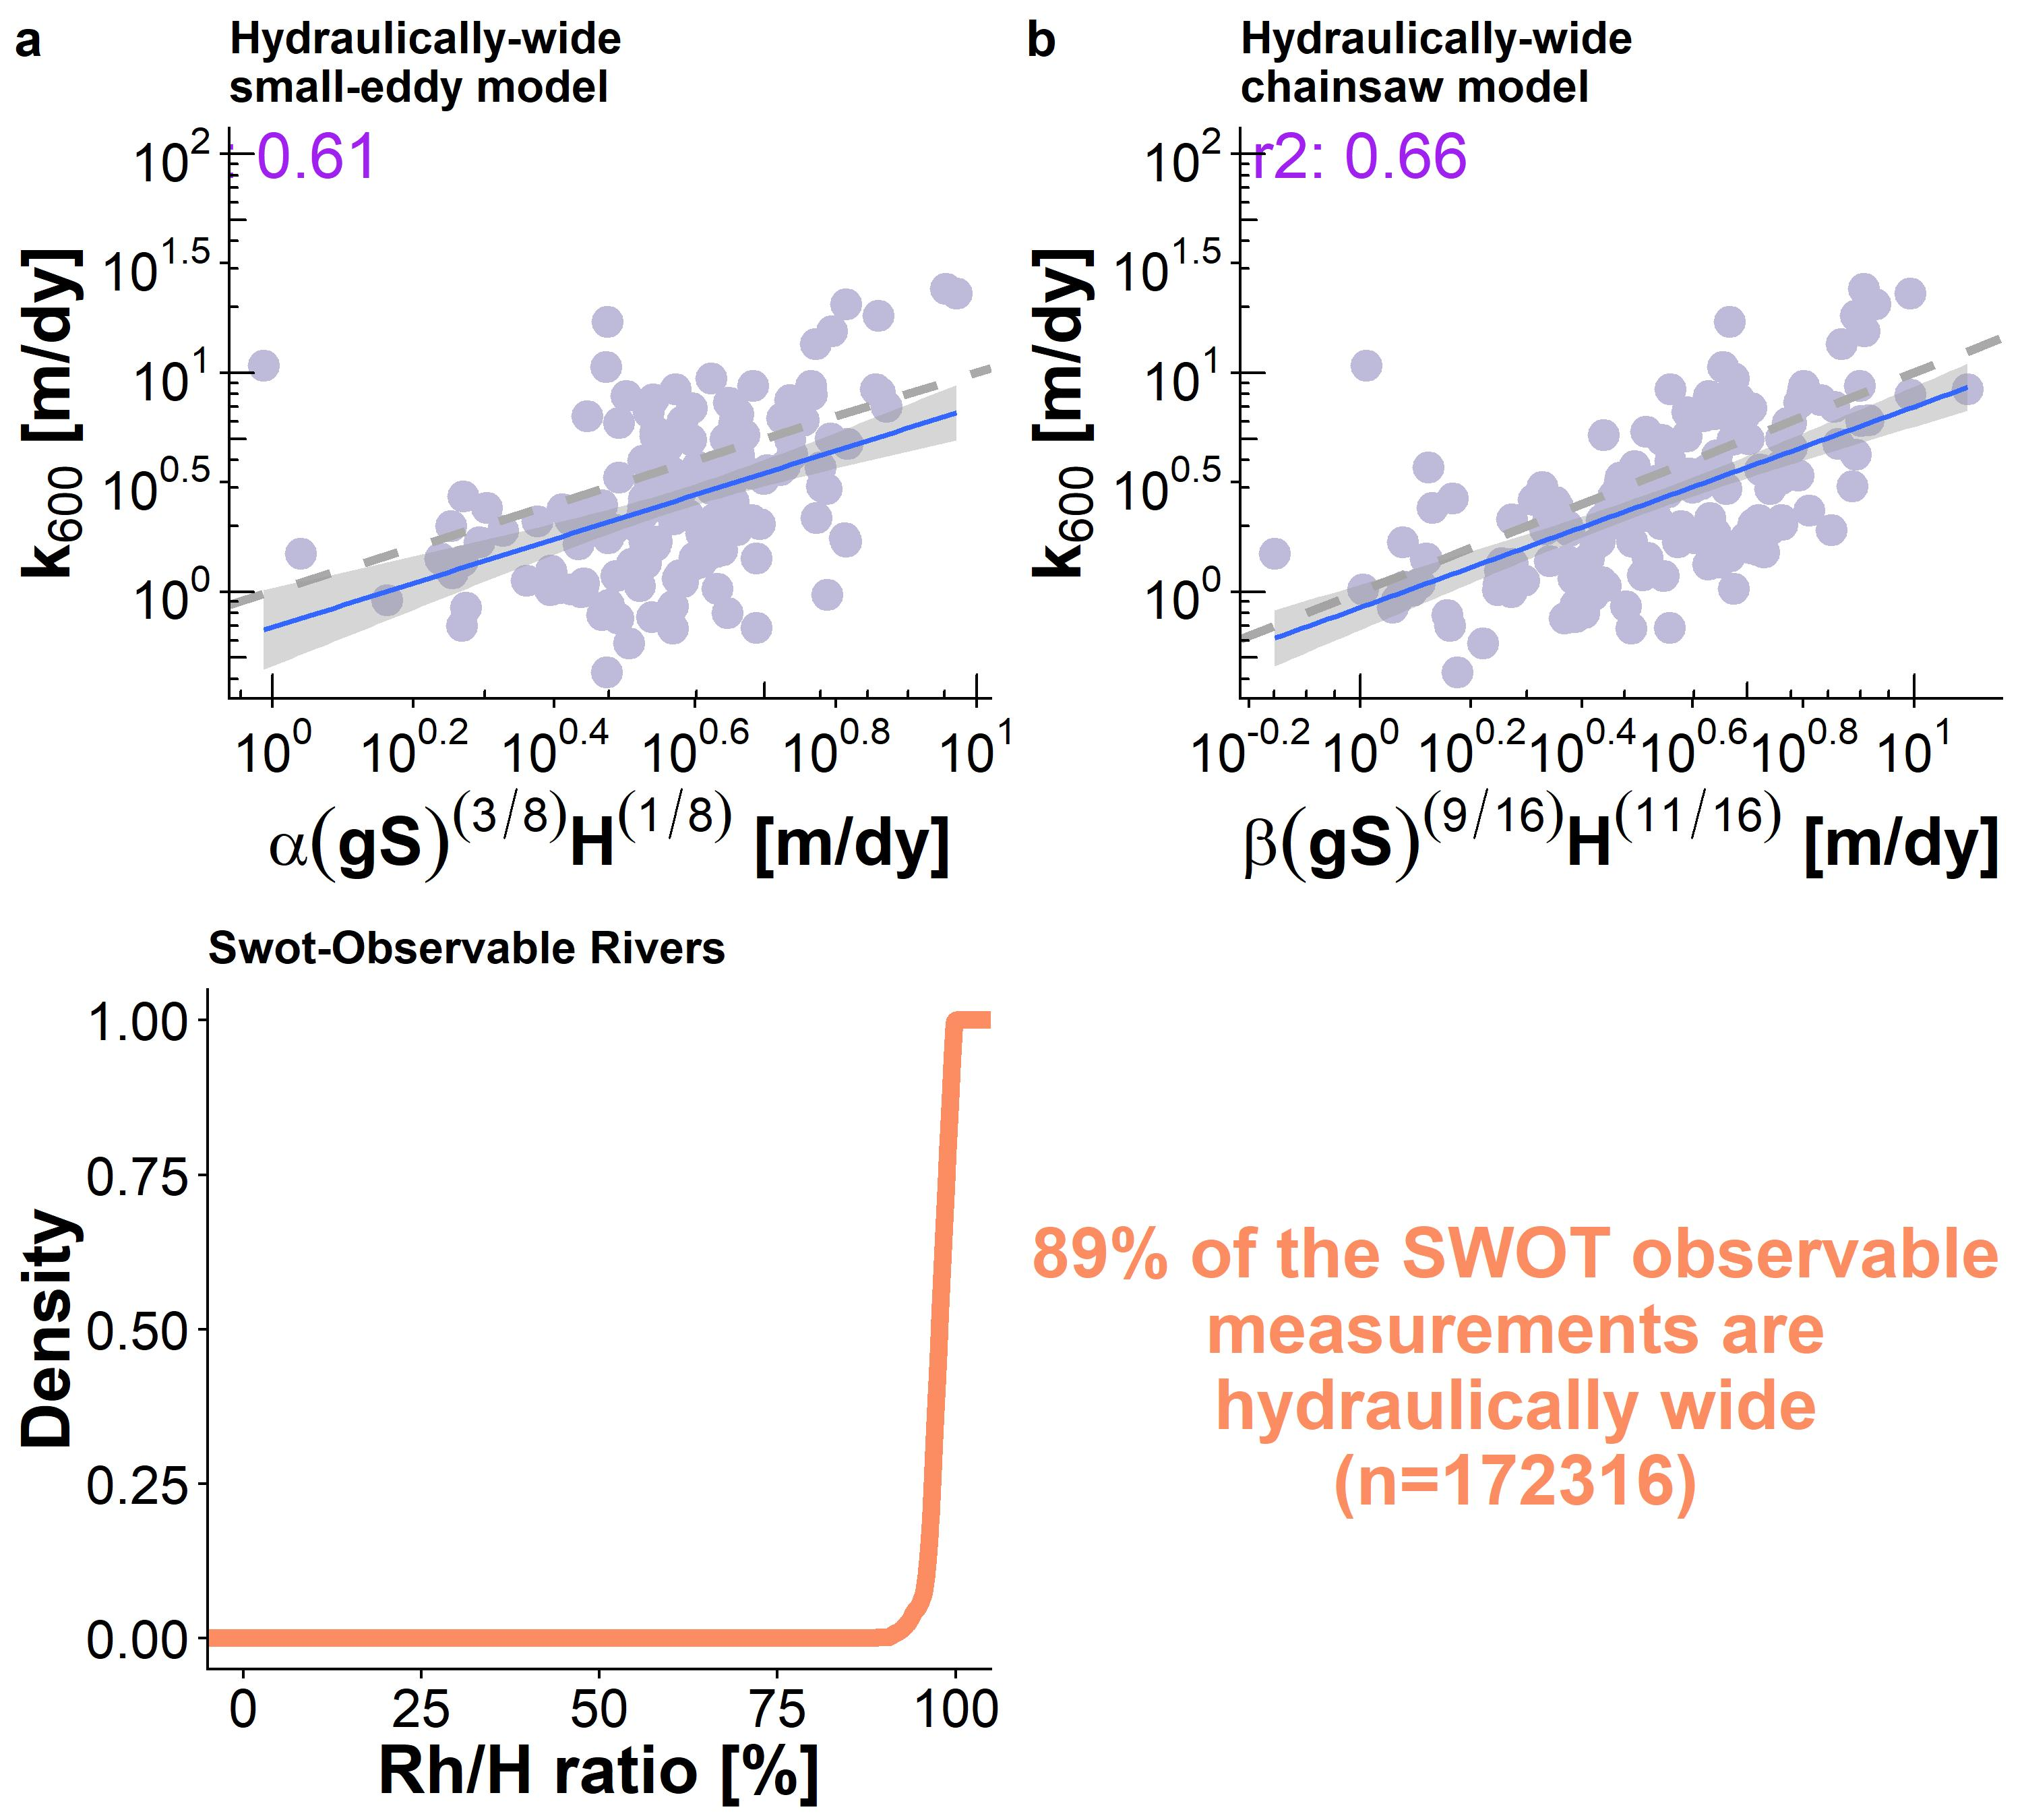 a
Hydraulically-wide
small-eddy model
: 0.61
10^2
10^1.5
10^1
10^0.5
10^0
k600 [m/dy]
10^0 10^0.2 10^0.4 10^0.6 10^0.8 10^1
α(gS)^(3/8)H^(1/8) [m/dy]
b
Hydraulically-wide
chainsaw model
r2: 0.66
10^2
10^1.5
10^1
10^0.5
10^0
k600 [m/dy]
10^-0.2 10^0 10^0.2 10^0.4 10^0.6 10^0.8 10^1
β(gS)^(9/16)H^(11/16) [m/dy]
Swot-Observable Rivers
1.00
0.75
0.50
0.25
0.00
Density
0 25 50 75 100
Rh/H ratio [%]
89% of the SWOT observable
measurements are
hydraulically wide
(n=172316)